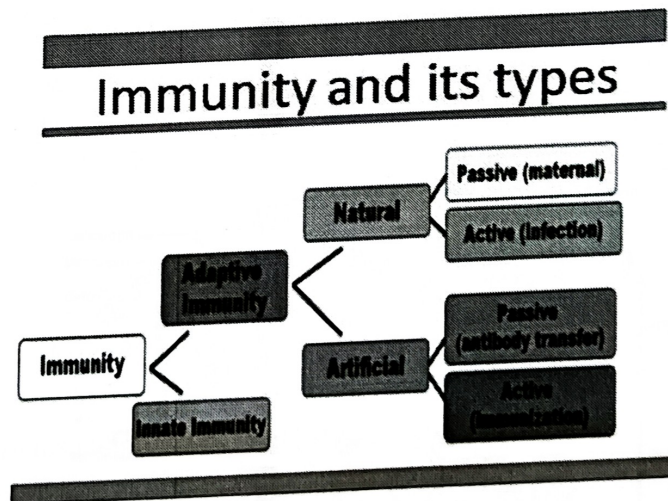 Immunity and its types
Passive (maternal)
Natural
Active (infection)
Adaptive
Immunity
Passive
(antibody transfer)
Immunity
Artificial
Active
(immunization)
Innate Immunity